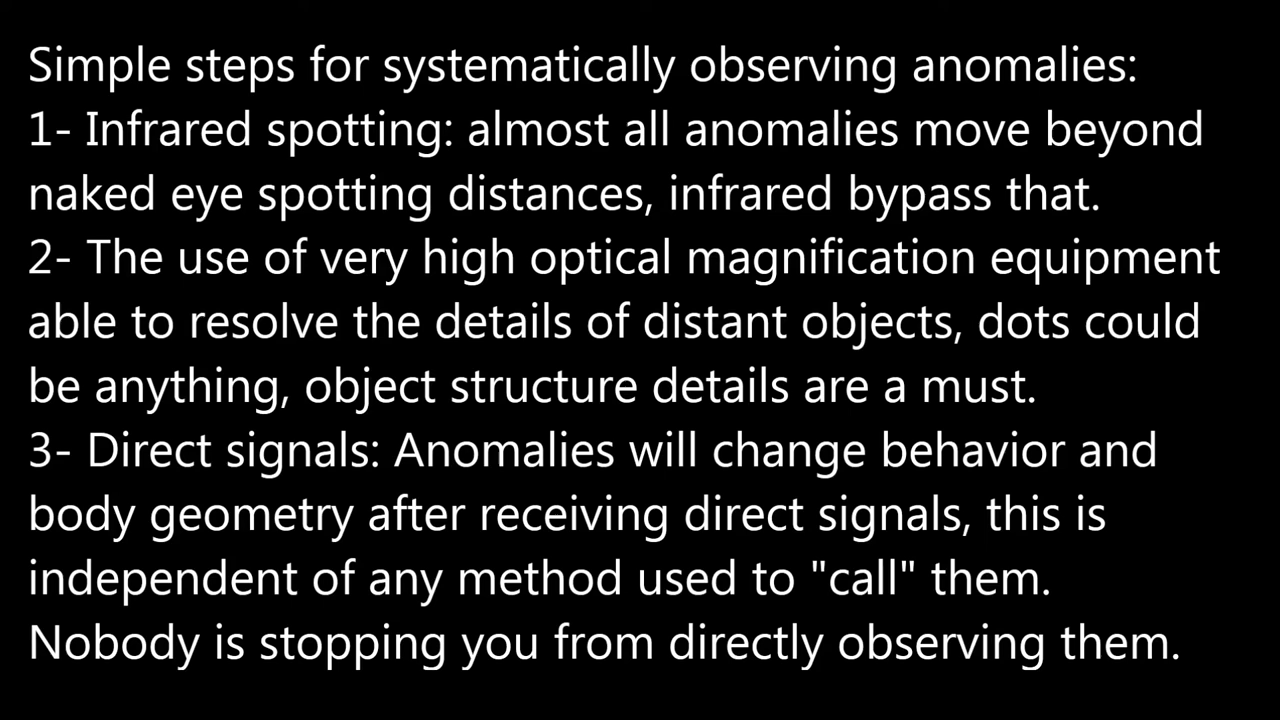 Simple steps for systematically observing anomalies:
1- Infrared spotting: almost all anomalies move beyond
naked eye spotting distances, infrared bypass that.
2- The use of very high optical magnification equipment
able to resolve the details of distant objects, dots could
be anything, object structure details are a must.
3- Direct signals: Anomalies will change behavior and
body geometry after receiving direct signals, this is
independent of any method used to "call" them.
Nobody is stopping you from directly observing them.